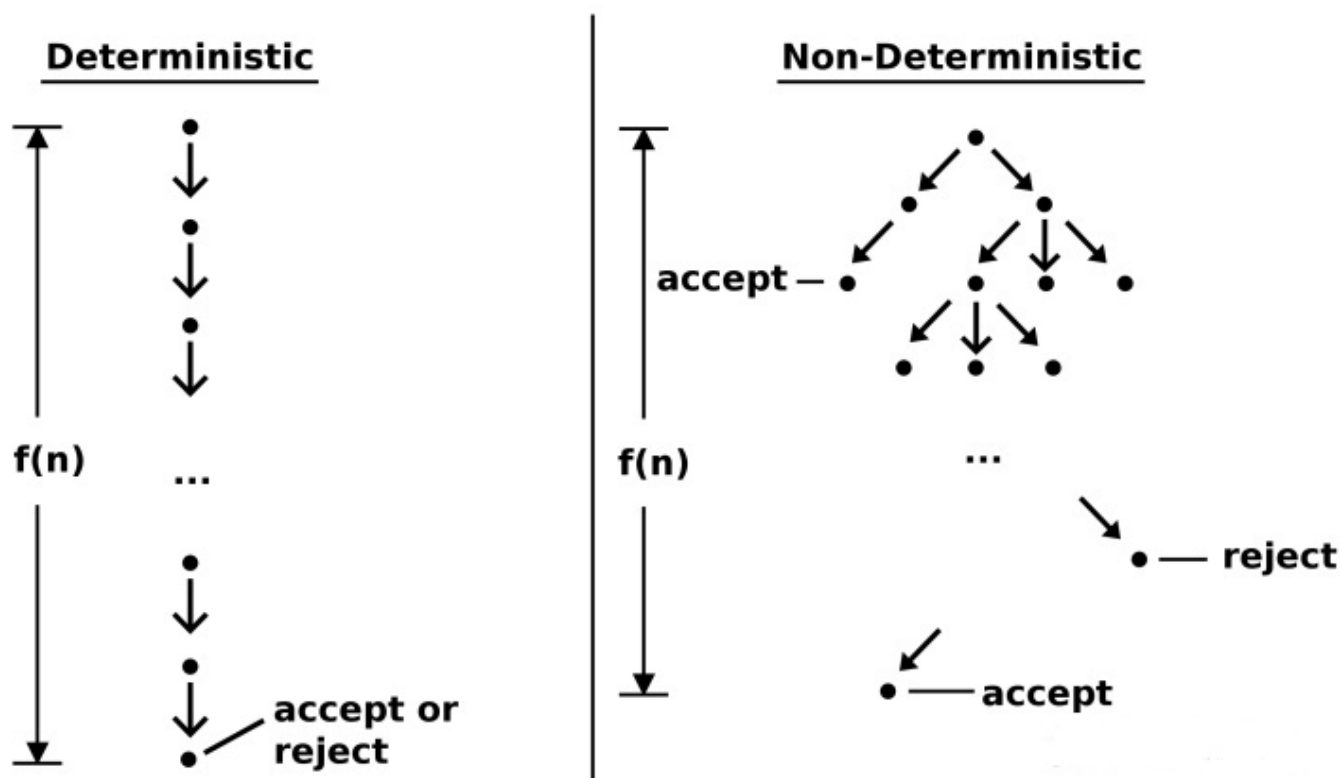 Deterministic
f(n)
...
accept or
reject
Non-Deterministic
accept
f(n)
...
reject
accept